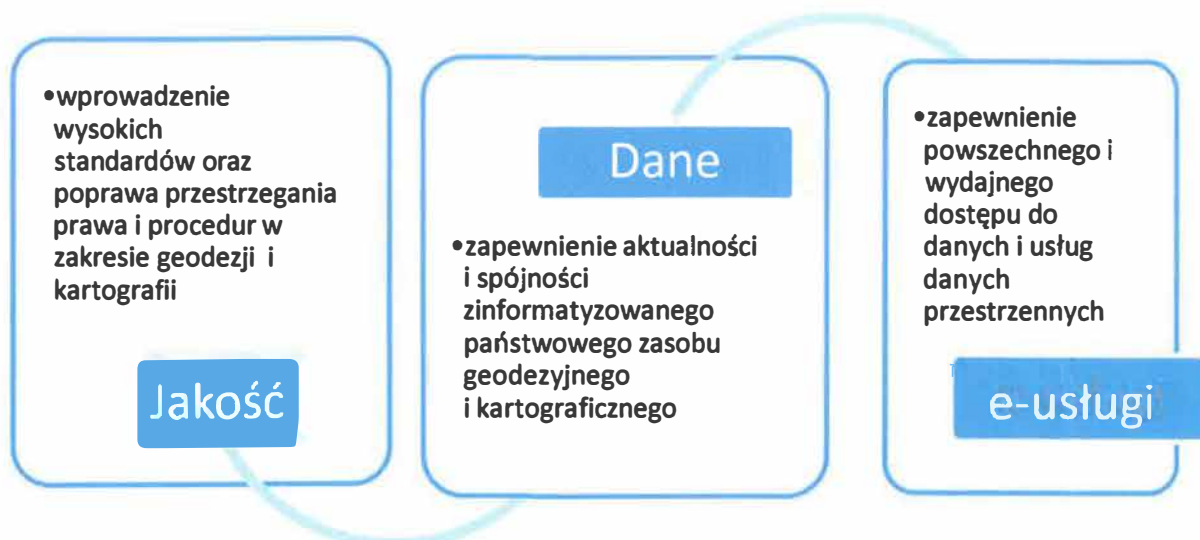 •wprowadzenie
wysokich
standardów oraz
poprawa przestrzegania
prawa i procedur w
zakresie geodezji i
kartografii
Jakość
Dane
•zapewnienie aktualności
i spójności
zinformatyzowanego
państwowego zasobu
geodezyjnego
i kartograficznego
•zapewnienie
powszechnego i
wydajnego
dostępu do
danych i usług
danych
przestrzennych
e-usługi